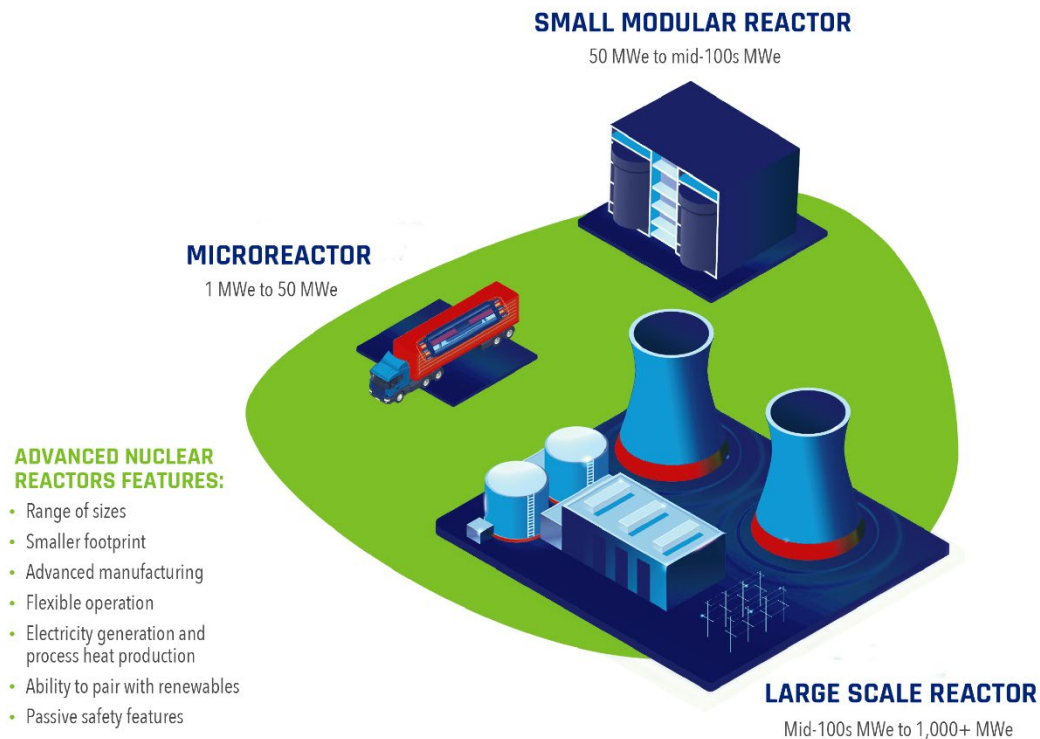 SMALL MODULAR REACTOR
50 MWe to mid-100s MWe
MICROREACTOR
1 MWe to 50 MWe
ADVANCED NUCLEAR
REACTORS FEATURES:
• Range of sizes
• Smaller footprint
• Advanced manufacturing
• Flexible operation
• Electricity generation and
process heat production
• Ability to pair with renewables
• Passive safety features
LARGE SCALE REACTOR
Mid-100s MWe to 1,000+ MWe